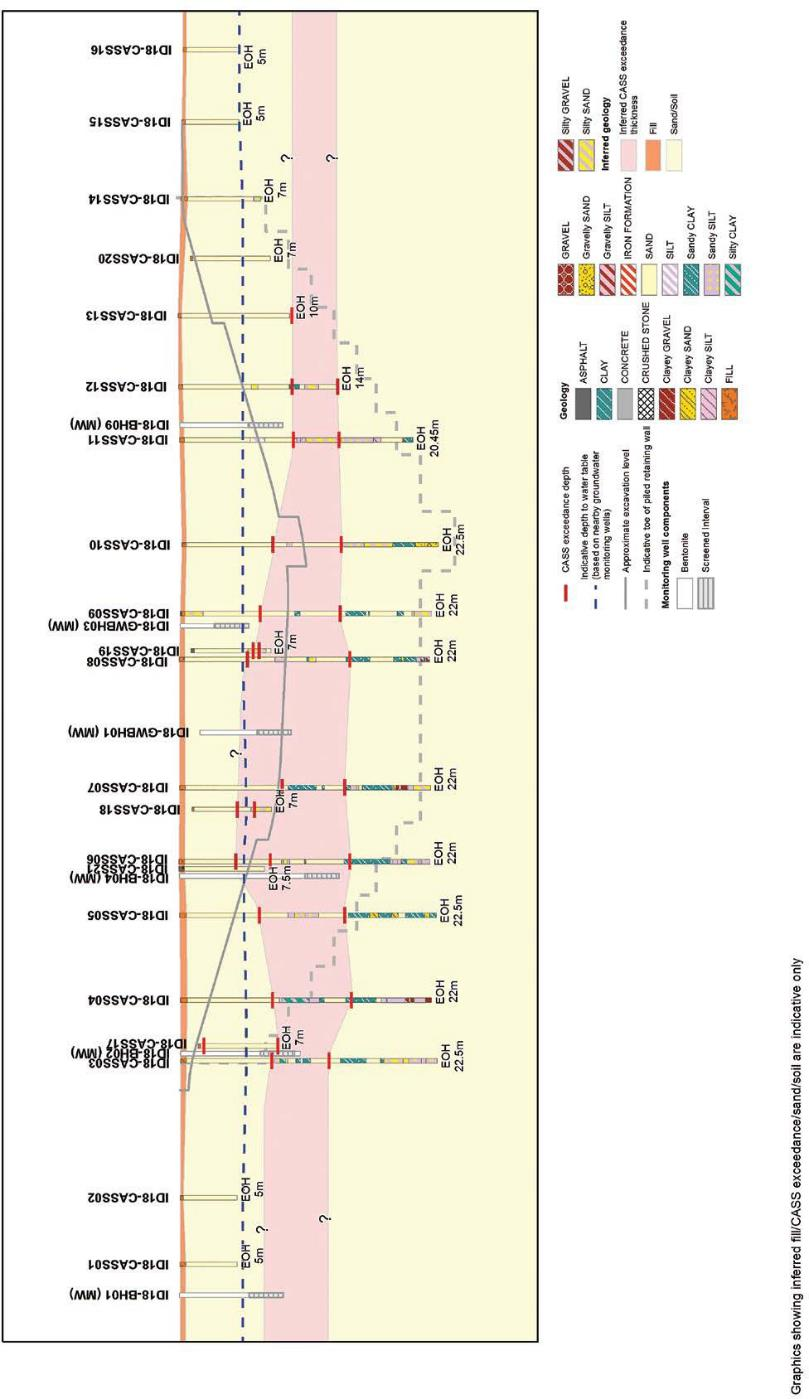 ID18-BH01 (MW)
ID18-CASS01
ID18-CASS02
ID18-CASS03
ID18-BH02 (MW)
ID18-CASS17
ID18-CASS04
ID18-CASS05
ID18-BH04 (MW)
ID18-CASS21
ID18-CASS06
ID18-CASS18
ID18-CASS07
ID18-GWBH01 (MW)
ID18-CASS08
ID18-CASS19
ID18-GWBH03 (MW)
ID18-CASS09
ID18-CASS10
ID18-CASS11
ID18-BH09 (MW)
ID18-CASS12
ID18-CASS13
ID18-CASS20
ID18-CASS14
ID18-CASS15
ID18-CASS16
EOH
5m
EOH
5m
EOH
22.5m
EOH
7m
EOH
22m
EOH
22.5m
EOH
7.5m
EOH
22m
EOH
7m
EOH
22m
EOH
22m
EOH
7m
EOH
22m
EOH
22.5m
EOH
20.45m
EOH
14m
EOH
10m
EOH
7m
EOH
7m
EOH
5m
EOH
5m
?
?
?
?
?
CASS exceedance depth
Indicative depth to water table
(based on nearby groundwater
monitoring wells)
Approximate excavation level
Indicative toe of piled retaining wall
Monitoring well components
Bentonite
Screened Interval
Geology
ASPHALT
CLAY
CONCRETE
CRUSHED STONE
Clayey GRAVEL
Clayey SAND
Clayey SILT
FILL
GRAVEL
Gravelly SAND
Gravelly SILT
IRON FORMATION
SAND
SILT
Sandy CLAY
Sandy SILT
Silty CLAY
Silty GRAVEL
Silty SAND
Inferred geology
Inferred CASS exceedance
thickness
Fill
Sand/Soil
Graphics showing inferred fill/CASS exceedance/sand/soil are indicative only